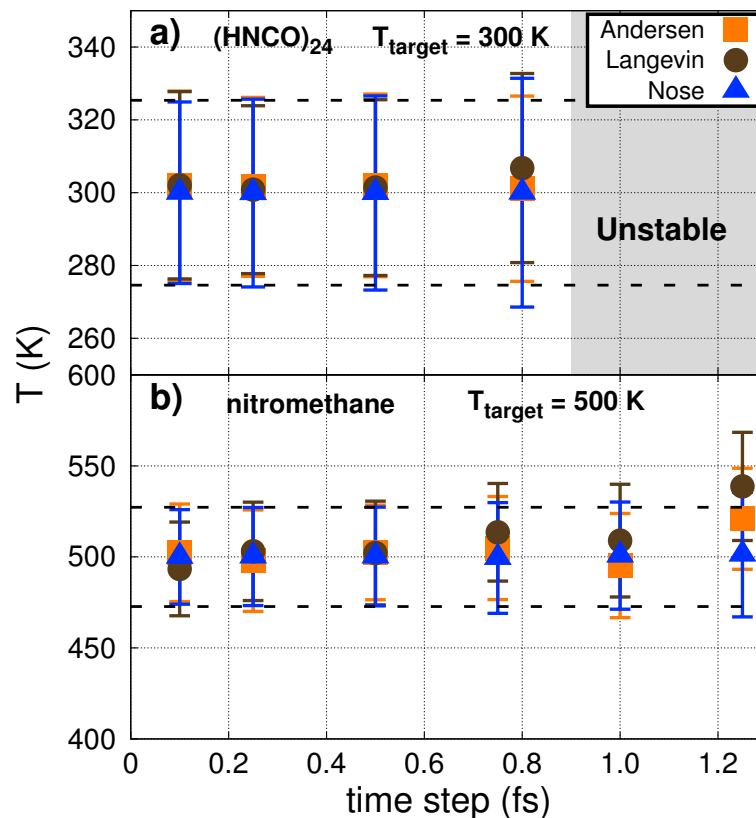 a) (HNCO)24 Ttarget = 300 K
Andersen
Langevin
Nose
340
320
300
280
260
Unstable
T (K)
600
b) nitromethane Ttarget = 500 K
550
500
450
400
0 0.2 0.4 0.6 0.8 1.0 1.2
time step (fs)